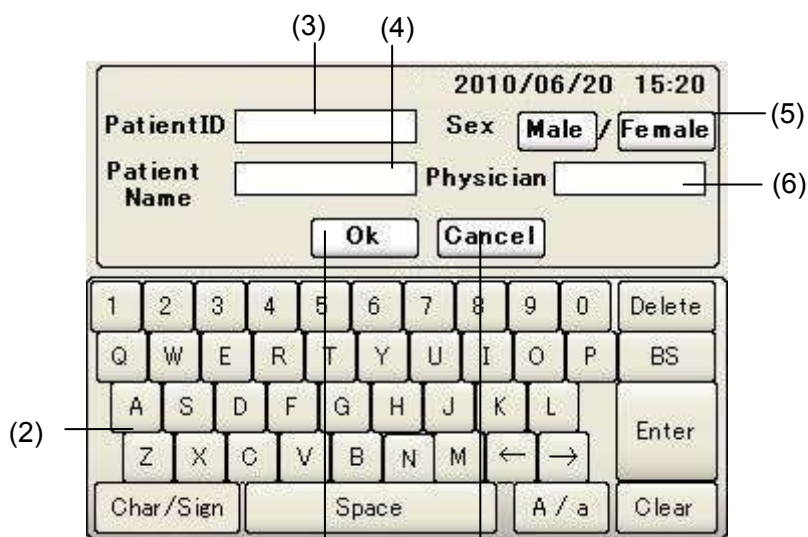 (3) (4)
2010/06/20 15:20
PatientID Sex Male / Female (5)
Patient Name Physician (6)
Ok Cancel
1 2 3 4 5 6 7 8 9 0 Delete
Q W E R T Y U I O P BS
A S D F G H J K L
(2) Enter
Z X C V B N M ← →
Char/Sign Space A / a Clear